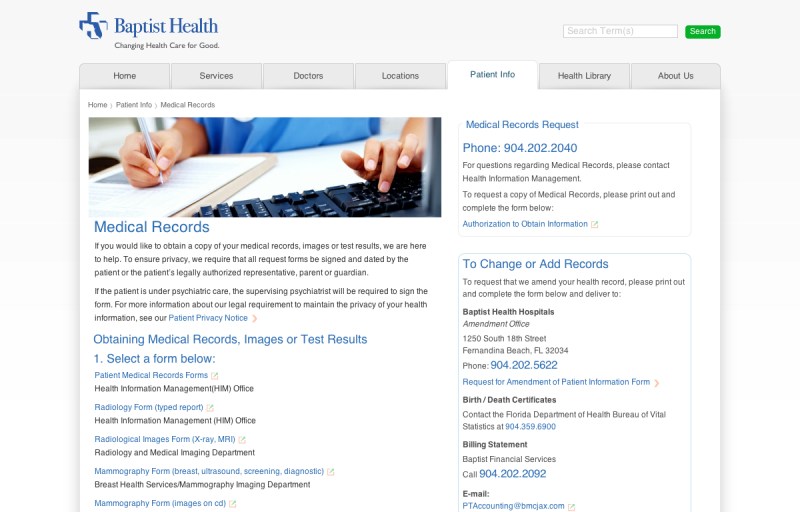 Baptist Health
Changing Health Care for Good.
Search Term(s)
Search
Home
Services
Doctors
Locations
Patient Info
Health Library
About Us
Home > Patient Info > Medical Records
Medical Records
If you would like to obtain a copy of your medical records, images or test results, we are here
to help. To ensure privacy, we require that all request forms be signed and dated by the
patient or the patient's legally authorized representative, parent or guardian.
If the patient is under psychiatric care, the supervising psychiatrist will be required to sign the
form. For more information about our legal requirement to maintain the privacy of your health
information, see our Patient Privacy Notice
Obtaining Medical Records, Images or Test Results
1. Select a form below:
Patient Medical Records Forms
Health Information Management(HIM) Office
Radiology Form (typed report)
Health Information Management (HIM) Office
Radiological Images Form (X-ray, MRI)
Radiology and Medical Imaging Department
Mammography Form (breast, ultrasound, screening, diagnostic)
Breast Health Services/Mammography Imaging Department
Mammography Form (images on cd)
Medical Records Request
Phone: 904.202.2040
For questions regarding Medical Records, please contact
Health Information Management.
To request a copy of Medical Records, please print out and
complete the form below:
Authorization to Obtain Information
To Change or Add Records
To request that we amend your health record, please print out
and complete the form below and deliver to:
Baptist Health Hospitals
Amendment Office
1250 South 18th Street
Fernandina Beach, FL 32034
Phone: 904.202.5622
Request for Amendment of Patient Information Form
Birth / Death Certificates
Contact the Florida Department of Health Bureau of Vital
Statistics at 904.359.6900
Billing Statement
Baptist Financial Services
Call 904.202.2092
E-mail:
PTAccounting@bmcjax.com